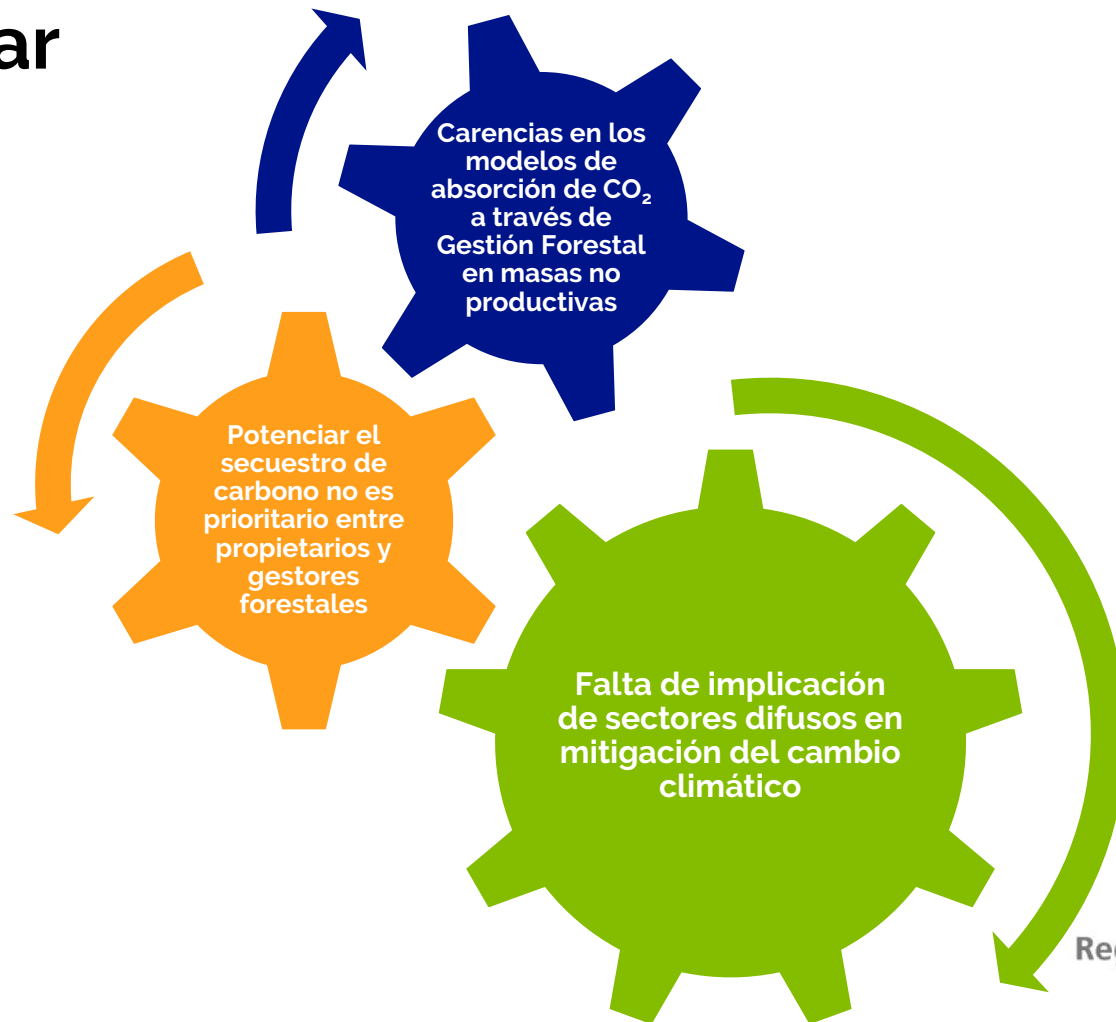 ar
Carencias en los
modelos de
absorción de CO₂
a través de
Gestión Forestal
en masas no
productivas
Potenciar el
secuestro de
carbono no es
prioritario entre
propietarios y
gestores
forestales
Falta de implicación
de sectores difusos en
mitigación del cambio
climático
Reg